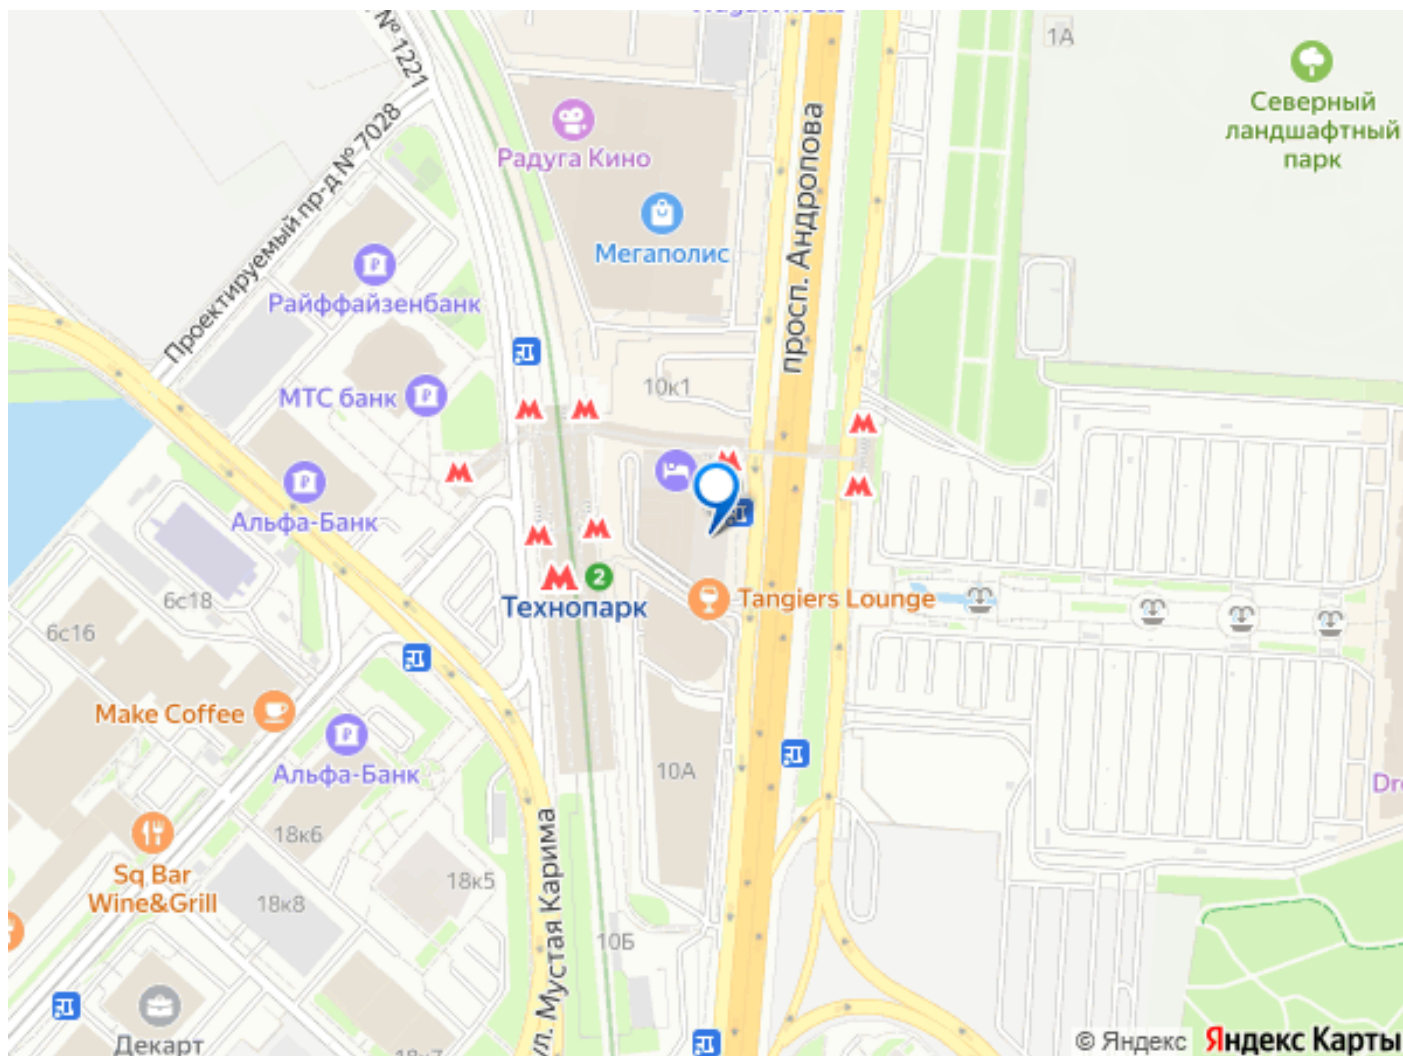 № 1221
1А
Северный
ландшафтный
парк
Проектируемый пр-д № 7028
Радуга Кино
просп. Андропова
Мегаполис
Райффайзенбанк
10к1
МТС банк
Альфа-Банк
2
Технопарк
Tangiers Lounge
6с18
6с16
Make Coffee
Альфа-Банк
10А
18к6
Sq Bar
Wine&Grill
18к5
18к8
ул. Мустая Карима
10Б
Декарт
18к7
© Яндекс
Яндекс Карты